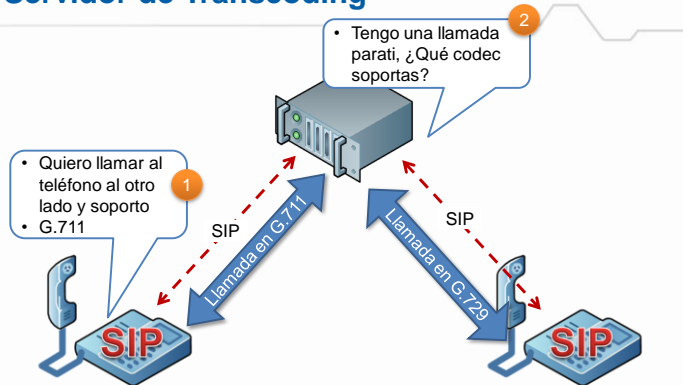 Servidor de Transcoding
2
• Tengo una llamada
parati, ¿Qué codec
soportas?
• Quiero llamar al
teléfono al otro
lado y soporto
• G.711
1
SIP
Llamada en G.711
SIP
Llamada en G.729
SIP
SIP